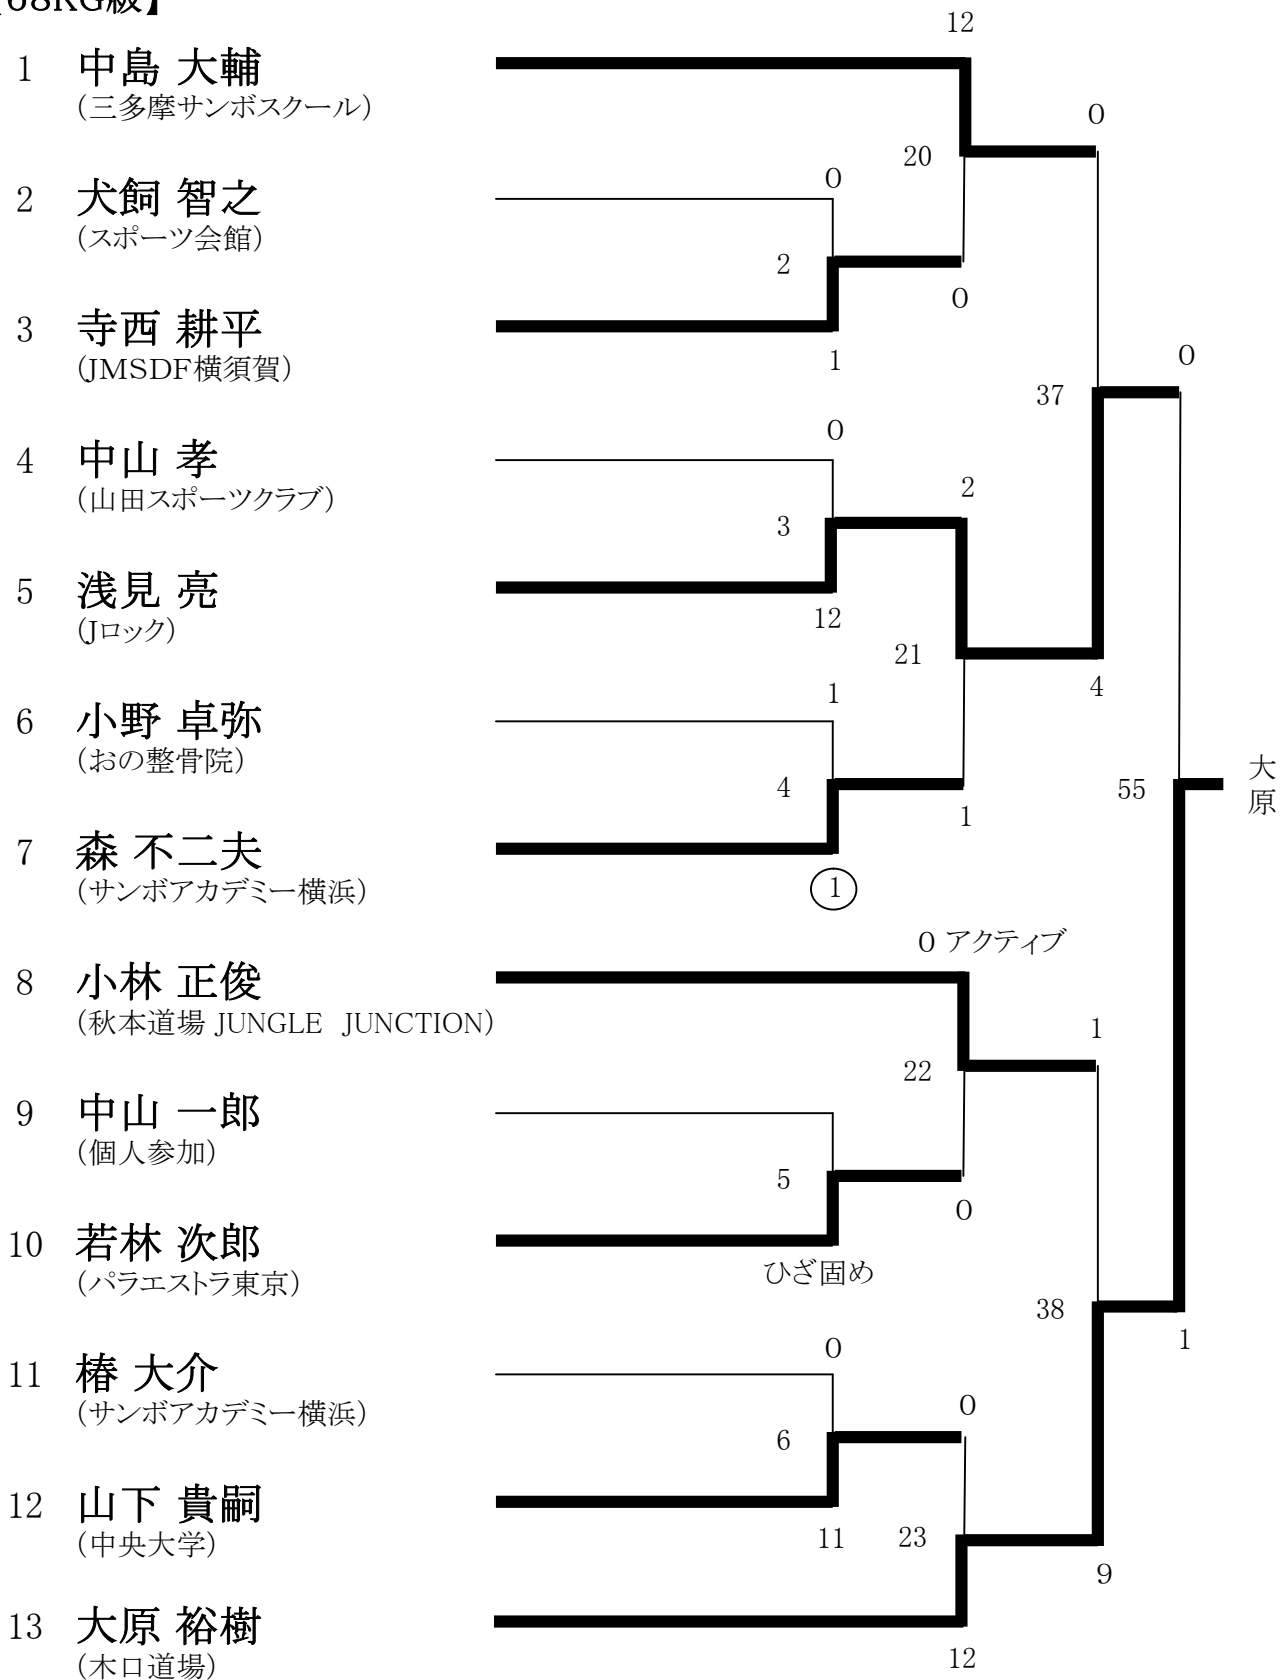 【68KG級】
12
1 中島 大輔
(三多摩サンボスクール)
0
20
0
2 犬飼 智之
(スポーツ会館)
2
0
3 寺西 耕平
(JMSDF横須賀)
1
0
37
0
4 中山 孝
(山田スポーツクラブ)
2
3
5 浅見 亮
(Jロック)
12
21
4
1
6 小野 卓弥
(おの整骨院)
4
1
55
大原
7 森 不二夫
(サンボアカデミー横浜)
1
0 アクティブ
8 小林 正俊
(秋本道場 JUNGLE JUNCTION)
1
22
9 中山 一郎
(個人参加)
5
0
10 若林 次郎
(パラエストラ東京)
ひざ固め
38
1
0
11 椿 大介
(サンボアカデミー横浜)
0
6
12 山下 貴嗣
(中央大学)
11
23
9
13 大原 裕樹
(木口道場)
12